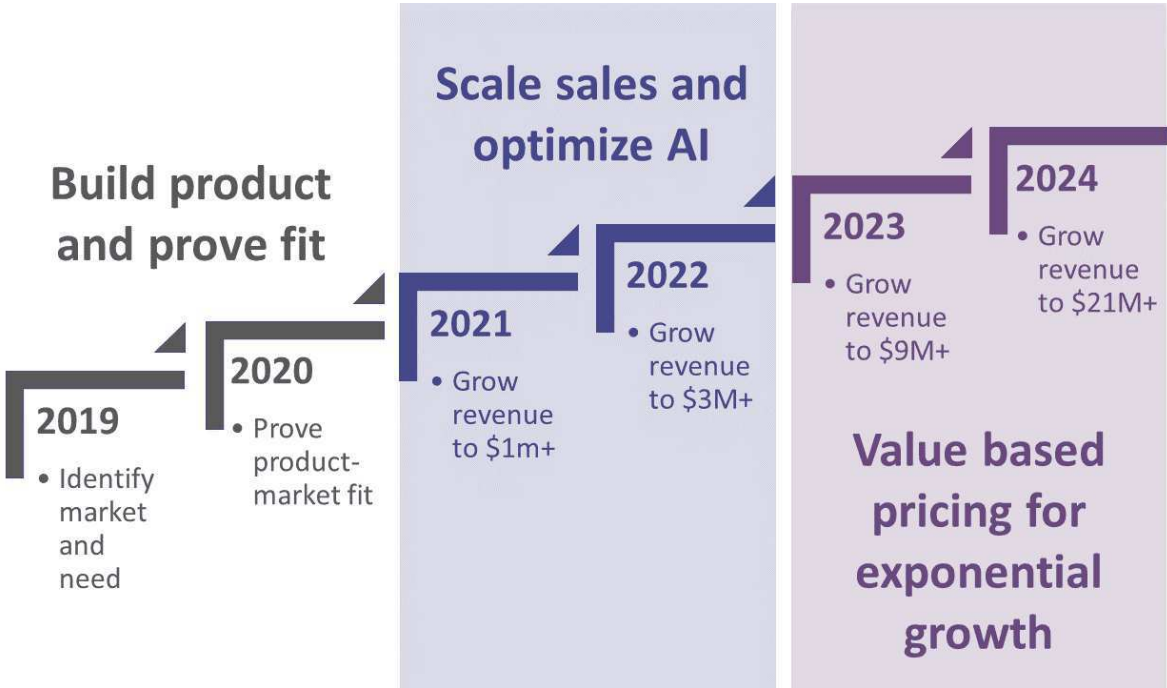 Build product
and prove fit
2019
• Identify
market
and
need
2020
• Prove
product-
market fit
Scale sales and
optimize AI
2021
• Grow
revenue
to $1m+
2022
• Grow
revenue
to $3M+
2023
• Grow
revenue
to $9M+
2024
• Grow
revenue
to $21M+
Value based
pricing for
exponential
growth